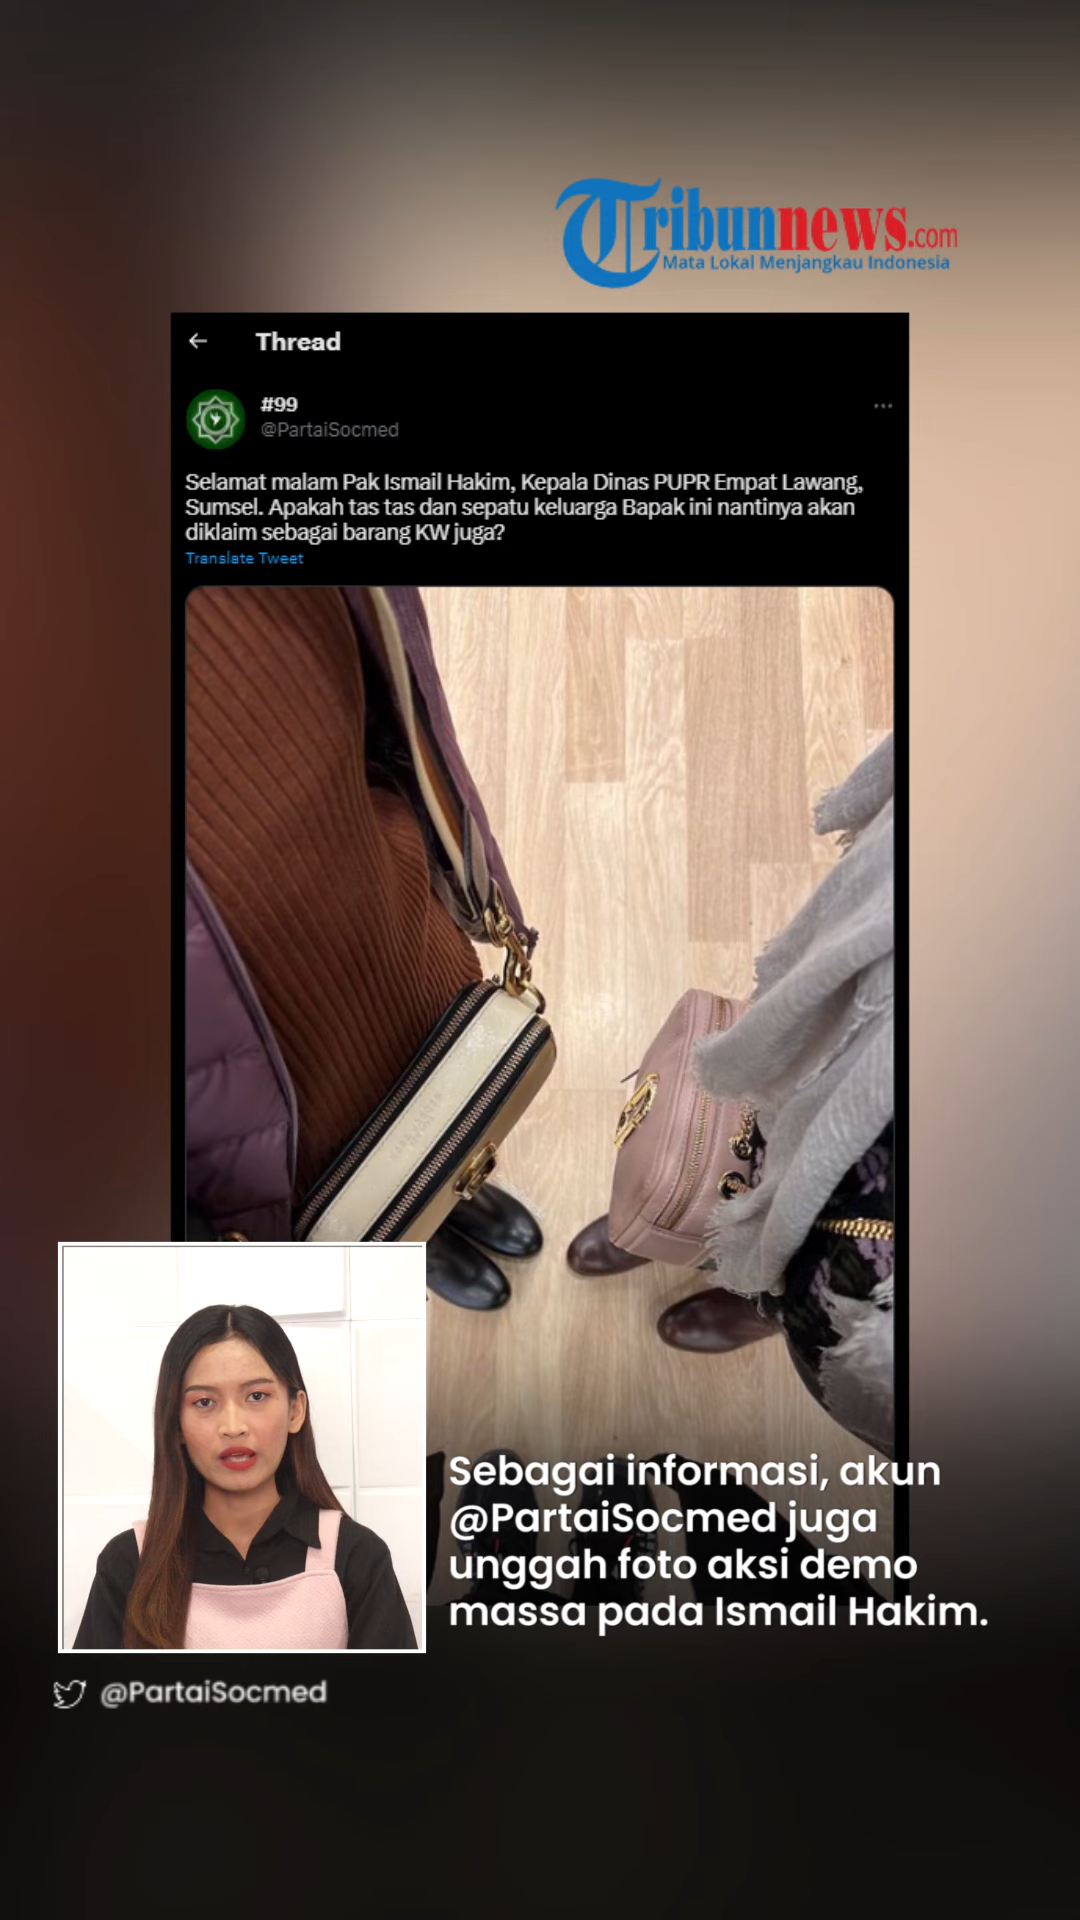 Tribunnews.com
Mata Lokal Menjangkau Indonesia
Thread
#99
@PartaiSocmed
Selamat malam Pak Ismail Hakim, Kepala Dinas PUPR Empat Lawang,
Sumsel. Apakah tas tas dan sepatu keluarga Bapak ini nantinya akan
diklaim sebagai barang KW juga?
Translate Tweet
Sebagai informasi, akun
@PartaiSocmed juga
unggah foto aksi demo
massa pada Ismail Hakim.
@PartaiSocmed